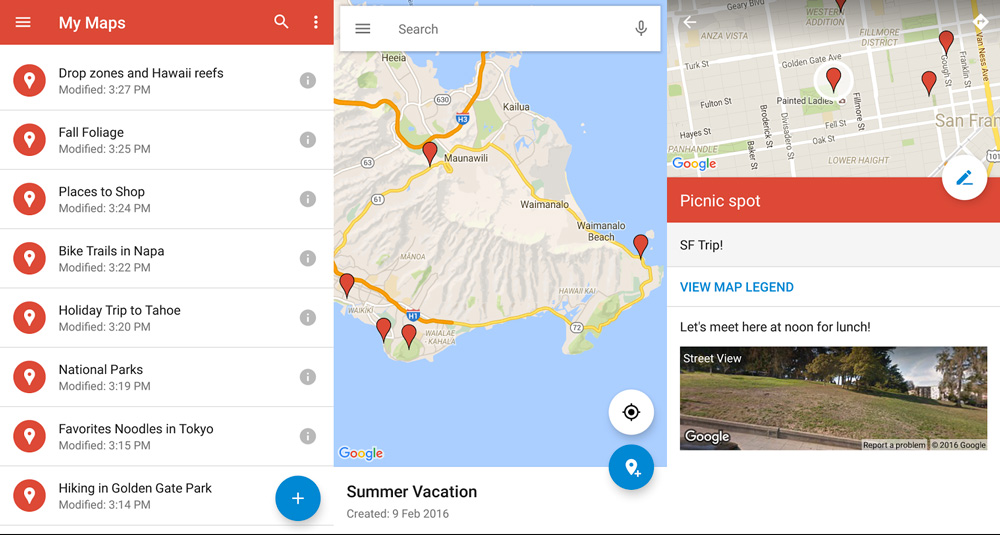 My Maps
Drop zones and Hawaii reefs
Modified: 3:27 PM
Fall Foliage
Modified: 3:25 PM
Places to Shop
Modified: 3:24 PM
Bike Trails in Napa
Modified: 3:22 PM
Holiday Trip to Tahoe
Modified: 3:20 PM
National Parks
Modified: 3:19 PM
Favorites Noodles in Tokyo
Modified: 3:15 PM
Hiking in Golden Gate Park
Modified: 3:14 PM
Search
Heeia
630
Kailua
H3
63
Maunawili
61
Waimanalo
Waimanalo
Beach
MĀNOA
HAWAII KAI
WAIKIKI
H1
WAIALAE
- KAHALA
72
Google
Summer Vacation
Created: 9 Feb 2016
Geary Blvd
WESTERN
ADDITION
ANZA VISTA
FILLMORE
DISTRICT
Turk St
Golden Gate Ave
Gough St
Franklin St
Van Ness Ave
Fulton St
Painted Ladies
Fillmore St
San Fran
Hayes St
Broderick St
Divisadero St
Fell St
Oak St
PANHANDLE
Baker St
LOWER HAIGHT
101
Google
Picnic spot
SF Trip!
VIEW MAP LEGEND
Let's meet here at noon for lunch!
Street View
Google
Report a problem
© 2016 Google